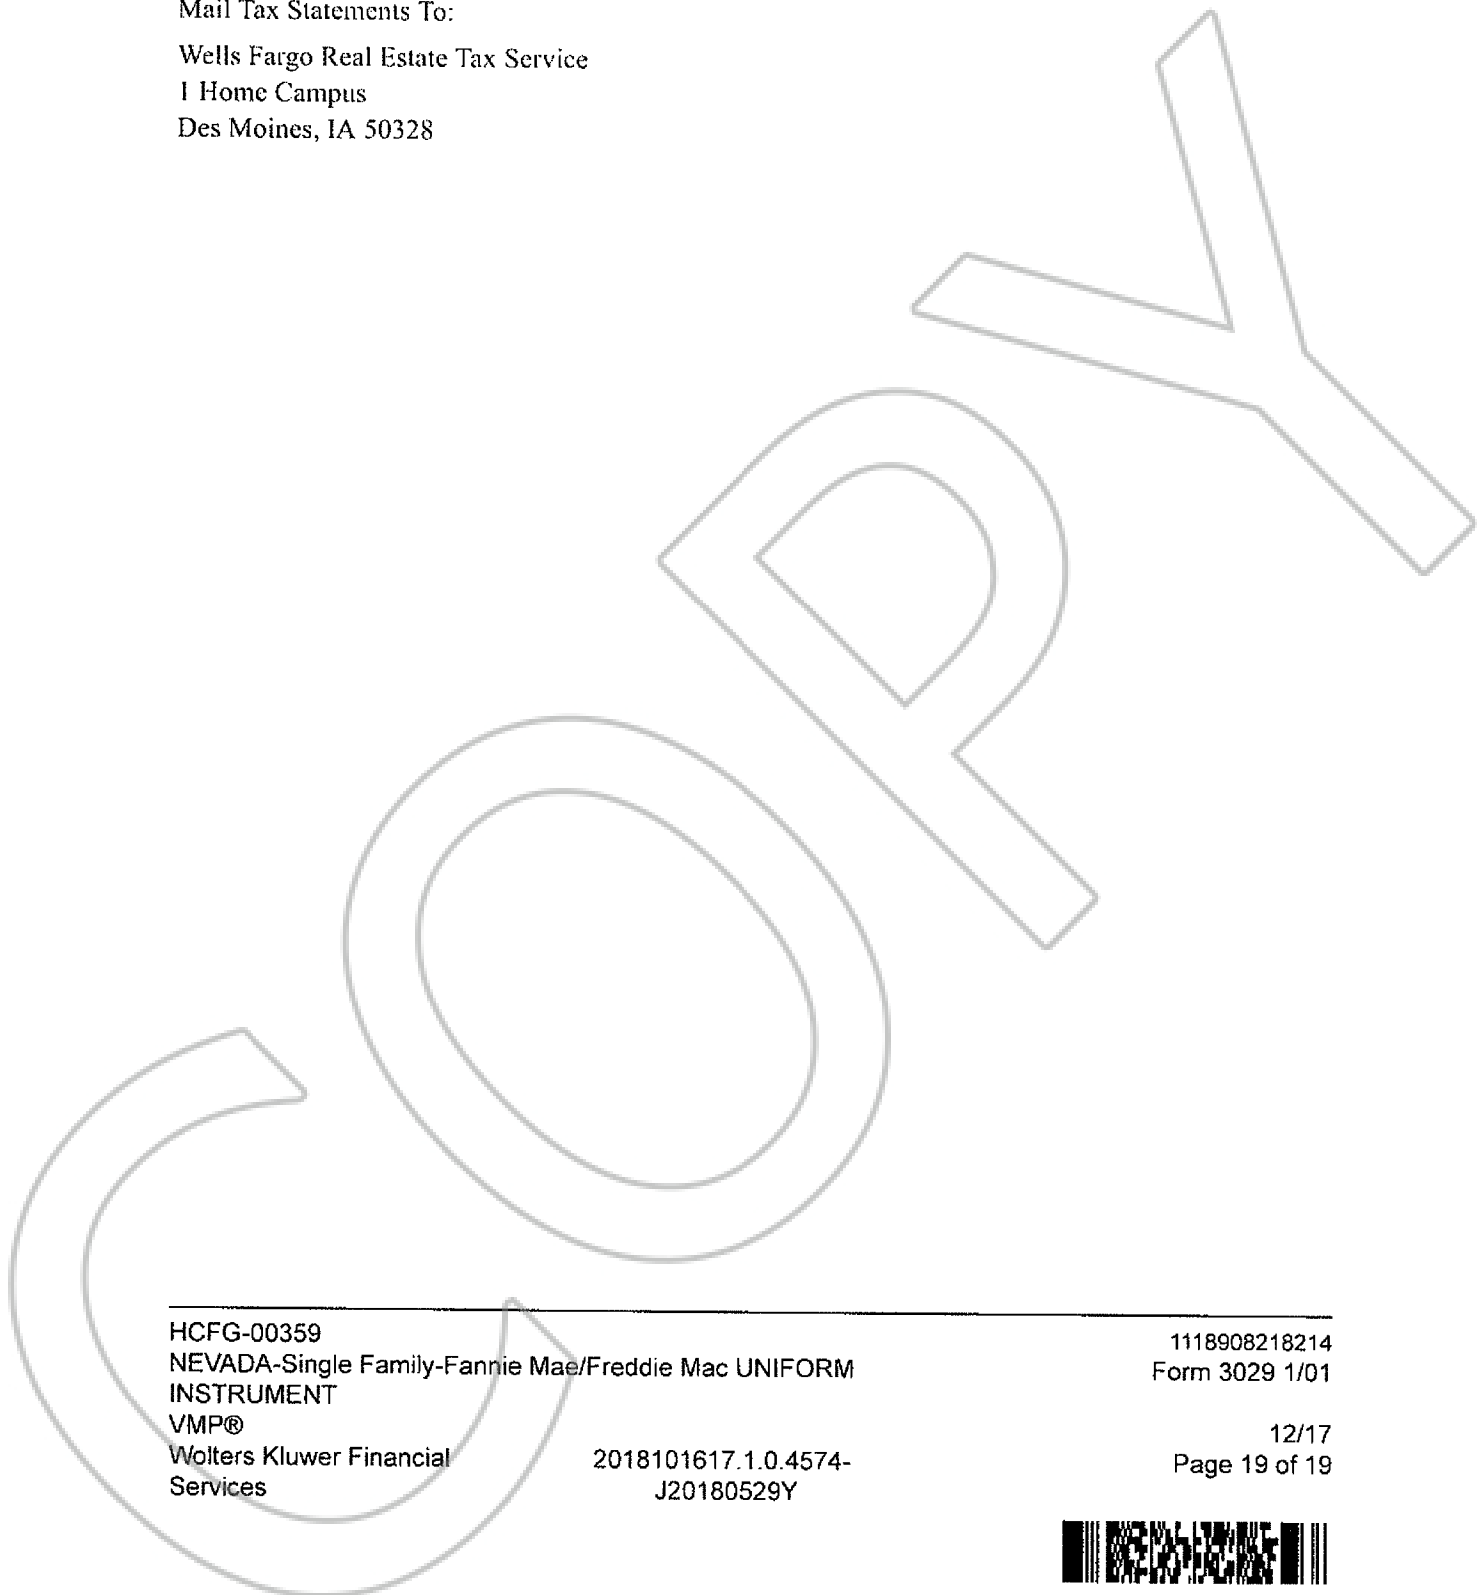 Mail Tax Statements To:
Wells Fargo Real Estate Tax Service
1 Home Campus
Des Moines, IA 50328
COPY
HCFG-00359
1118908218214
NEVADA-Single Family-Fannie Mae/Freddie Mac UNIFORM
Form 3029 1/01
INSTRUMENT
VMP®
12/17
Wolters Kluwer Financial
2018101617.1.0.4574-
Page 19 of 19
Services
J20180529Y